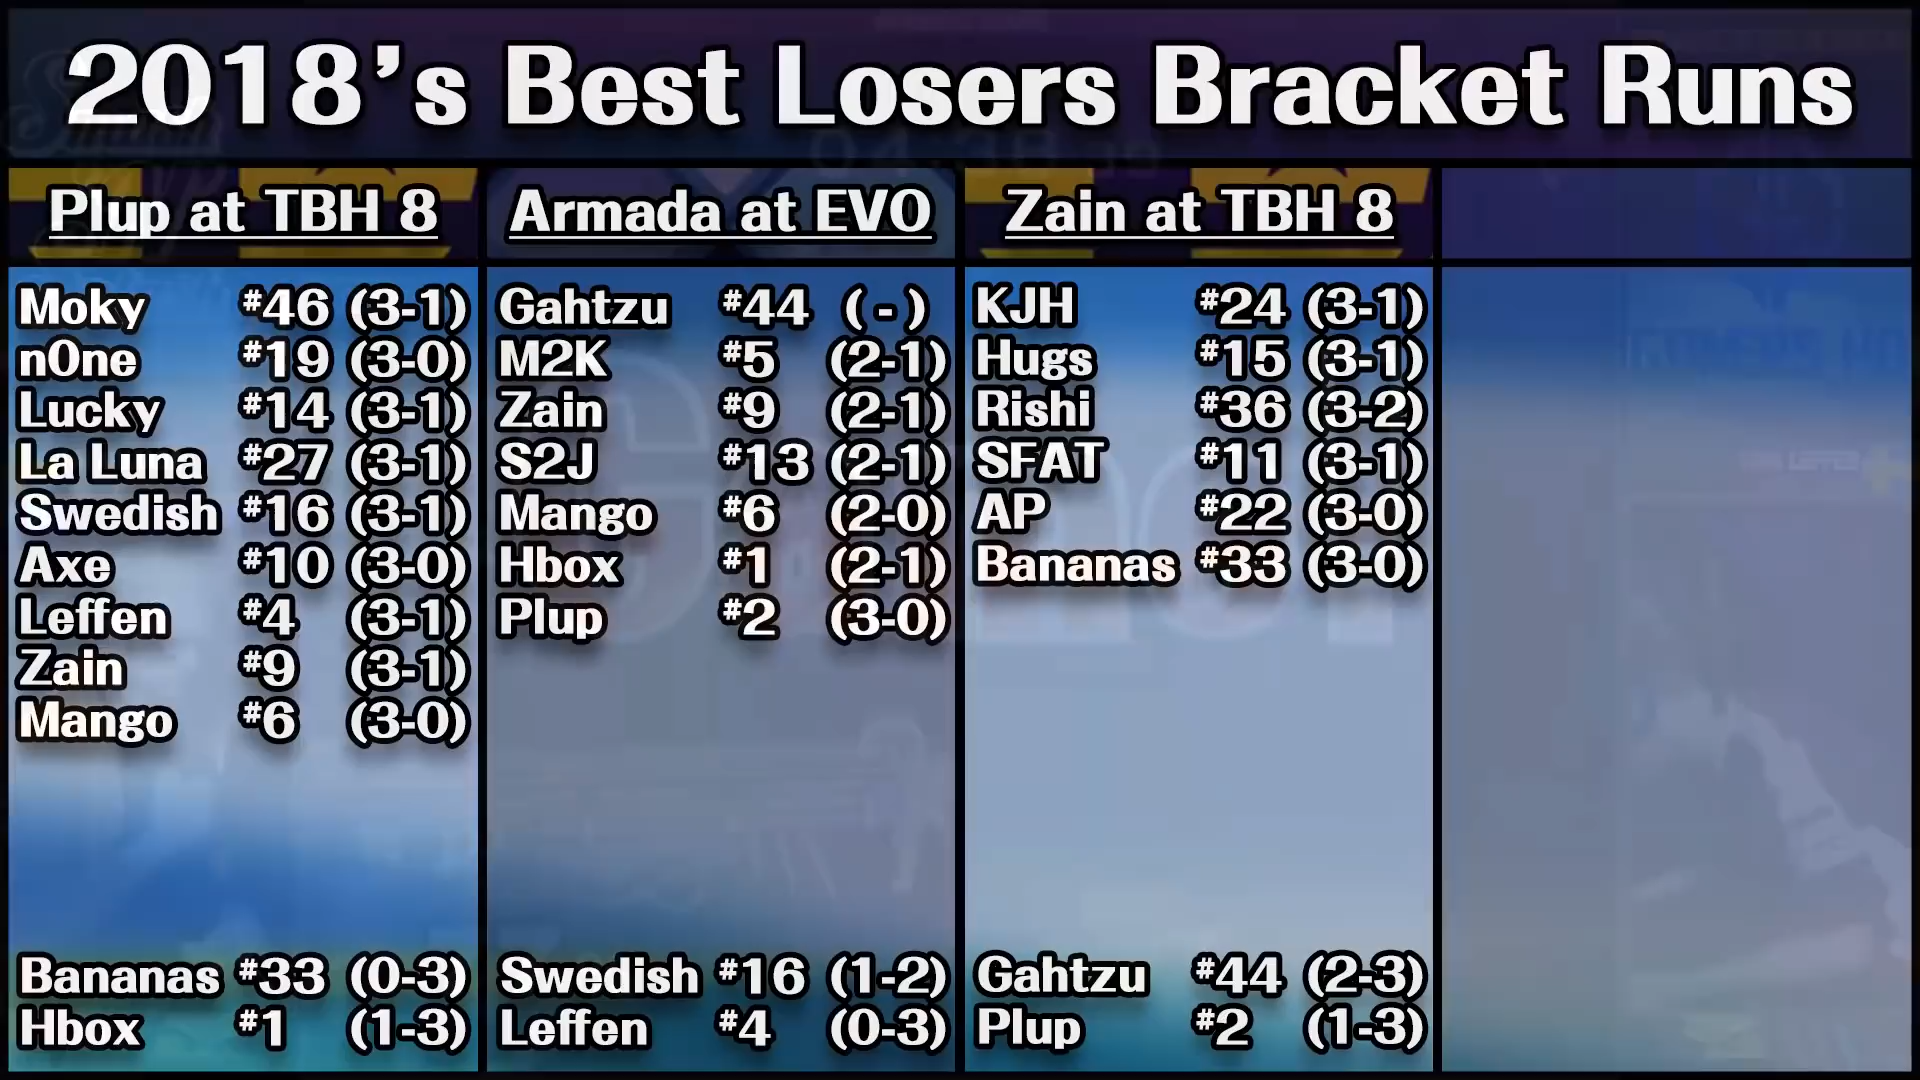 2018's Best Losers Bracket Runs
Plup at TBH 8
Moky #46 (3-1)
n0ne #19 (3-0)
Lucky #14 (3-1)
La Luna #27 (3-1)
Swedish #16 (3-1)
Axe #10 (3-0)
Leffen #4 (3-1)
Zain #9 (3-1)
Mango #6 (3-0)
Bananas #33 (0-3)
Hbox #1 (1-3)
Armada at EVO
Gahtzu #44 ( - )
M2K #5 (2-1)
Zain #9 (2-1)
S2J #13 (2-1)
Mango #6 (2-0)
Hbox #1 (2-1)
Plup #2 (3-0)
Swedish #16 (1-2)
Leffen #4 (0-3)
Zain at TBH 8
KJH #24 (3-1)
Hugs #15 (3-1)
Rishi #36 (3-2)
SFAT #11 (3-1)
AP #22 (3-0)
Bananas #33 (3-0)
Gahtzu #44 (2-3)
Plup #2 (1-3)